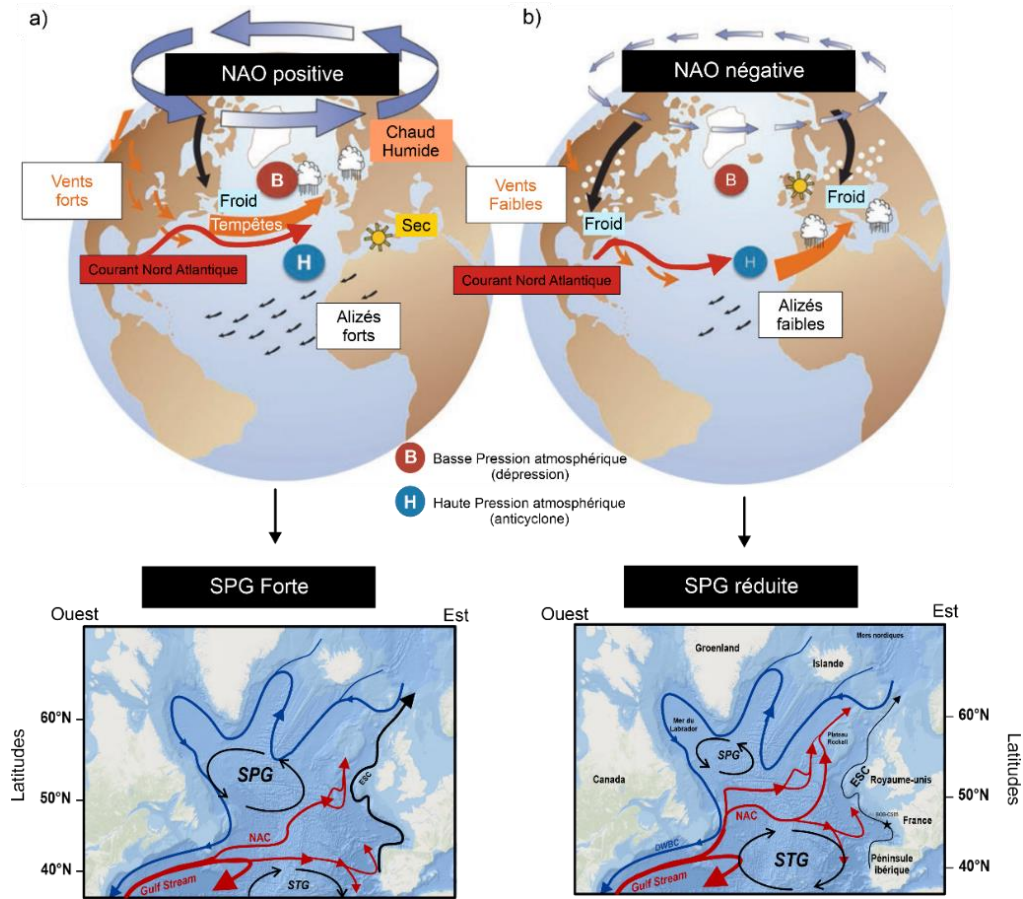 a)
NAO positive
Chaud
Humide
Vents
forts
B
Froid
Tempêtes
Sec
H
Courant Nord Atlantique
Alizés
forts
b)
NAO négative
Vents
Faibles
B
Froid
Froid
H
Courant Nord Atlantique
Alizés
faibles
B Basse Pression atmosphérique
(dépression)
H Haute Pression atmosphérique
(anticyclone)
SPG Forte
Ouest
Est
60°N
50°N
40°N
Latitudes
SPG
ESC
NAC
Gulf Stream
STG
SPG réduite
Ouest
Est
Groenland
Mers nordiques
Islande
Mer du
Labrador
Plateau
Rockall
SPG
60°N
Canada
ESC
Royaume-unis
50°N
NAC
France
DWBC
STG
Péninsule
Ibérique
40°N
Gulf Stream
Latitudes